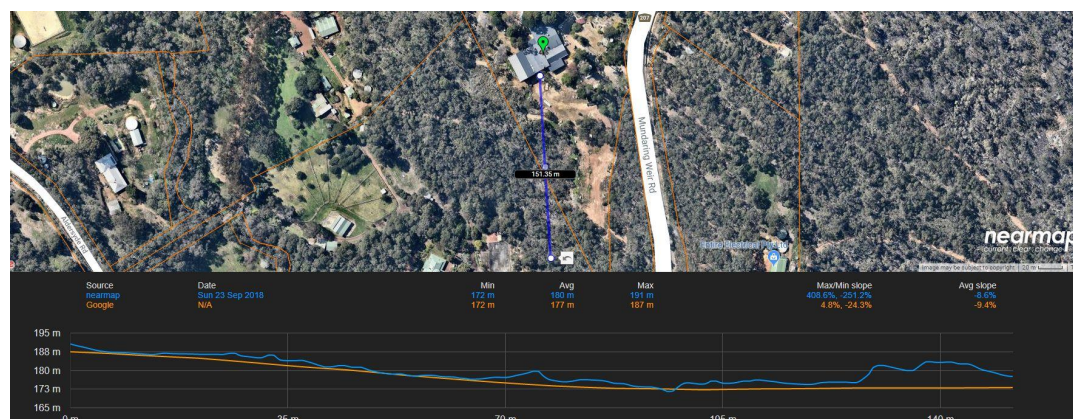 207
151.35 m
Mundaring Weir Rd
nearmap
current. clear. change
Image may be subject to copyright
20 m
Source Date Min Avg Max Max/Min slope Avg slope
nearmap Sun 23 Sep 2018 172 m 180 m 191 m 408.6%, -251.2% -8.6%
Google N/A 172 m 177 m 187 m 4.8%, -24.3% -9.4%
195 m
188 m
180 m
173 m
165 m
0 m 35 m 70 m 105 m 140 m